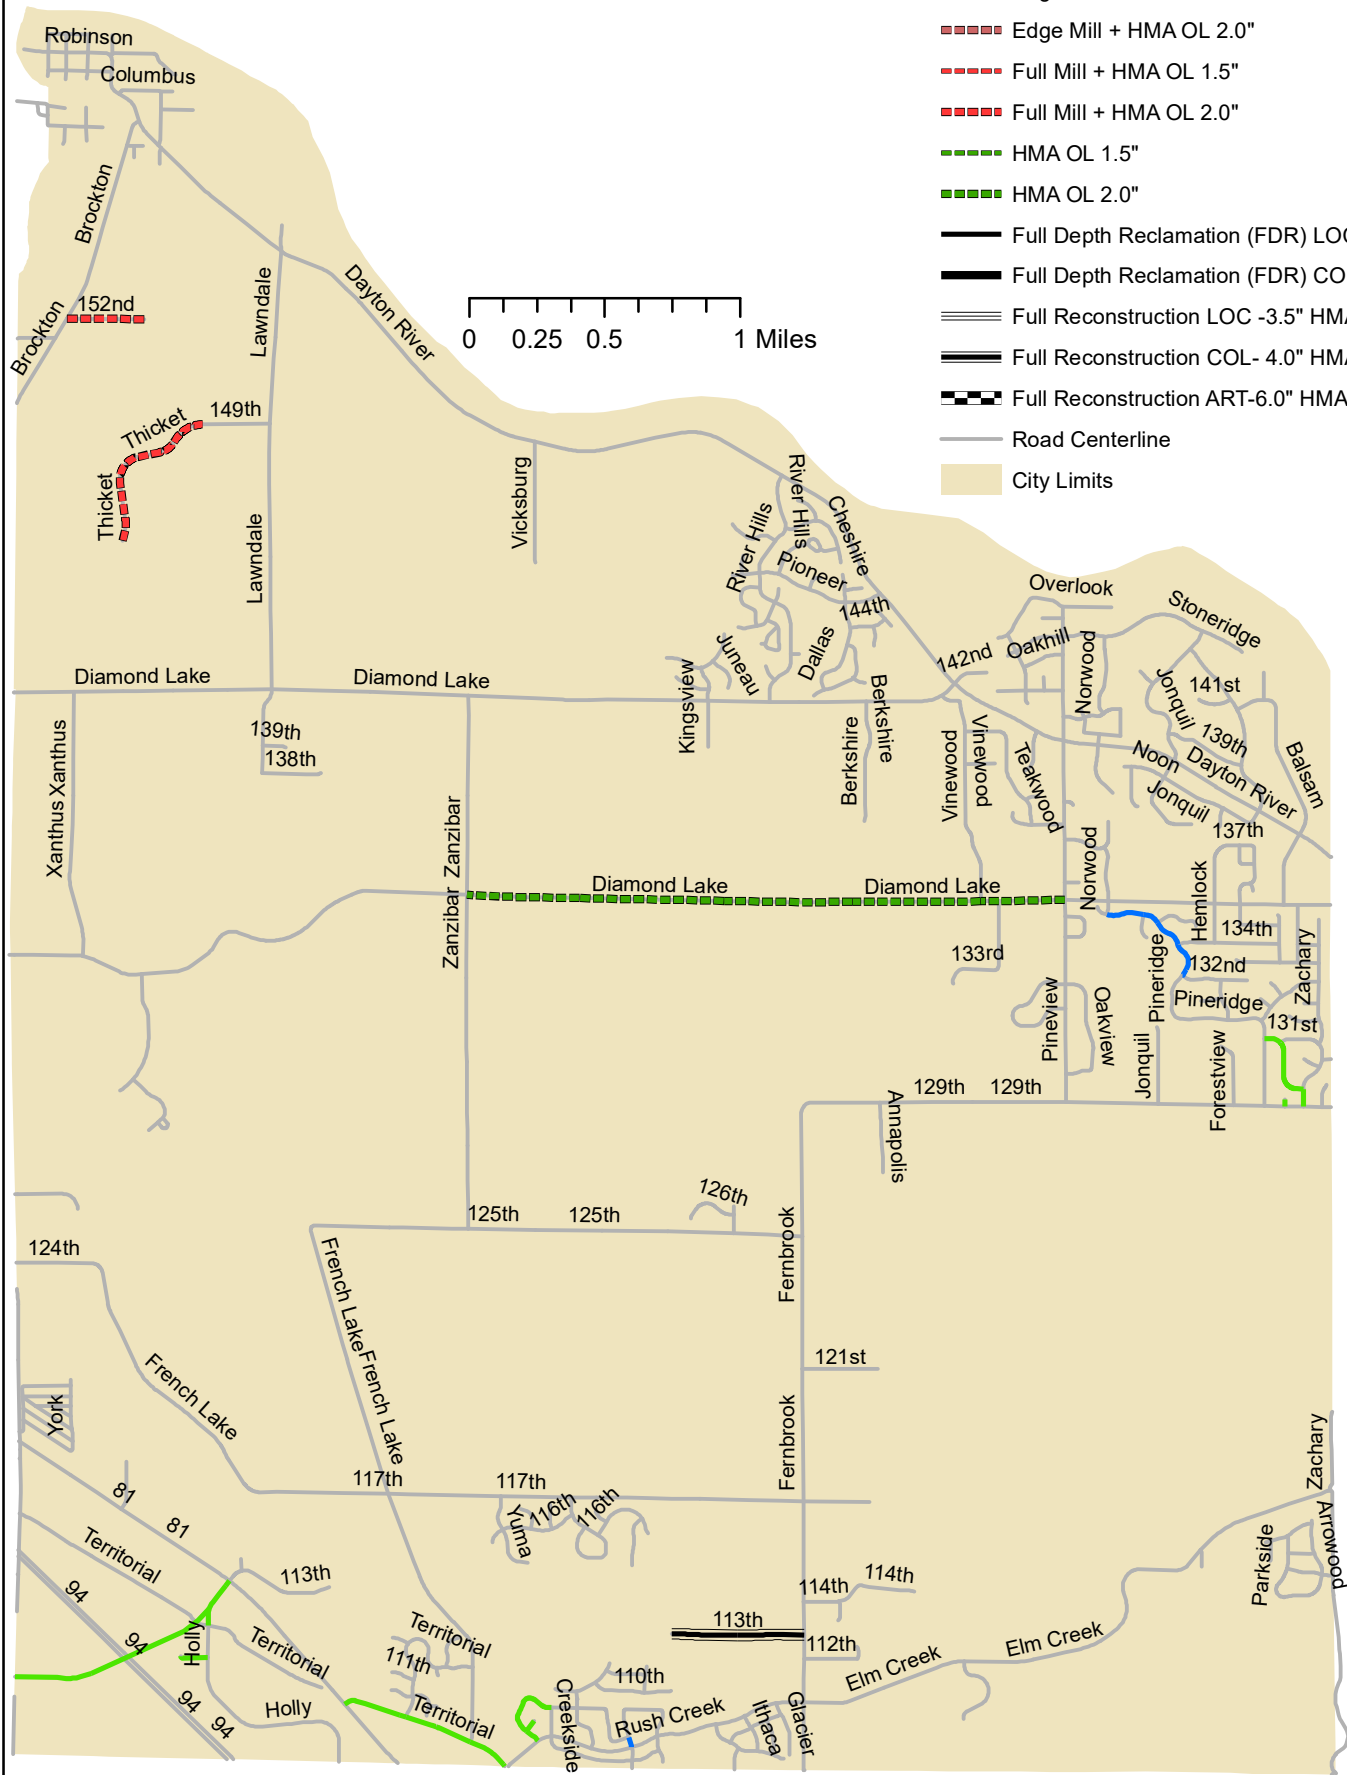 Edge Mill + HMA OL 2.0"
Full Mill + HMA OL 1.5"
Full Mill + HMA OL 2.0"
HMA OL 1.5"
HMA OL 2.0"
Full Depth Reclamation (FDR)
Full Depth Reclamation (FDR)
Full Reconstruction LOC -3.5"
Full Reconstruction COL- 4.0"
Full Reconstruction ART-6.0" HMA
Road Centerline
City Limits
0 0.25 0.5 1 Miles
Robinson
Columbus
Brockton
Brockton
152nd
Lawndale
Dayton River
149th
Thicket
Thicket
Lawndale
Vicksburg
River Hills
River Hills
Cheshire
Pioneer
144th
Overlook
Stoneridge
Oakhill
Norwood
142nd
Dallas
Juneau
Kingsview
Diamond Lake
Diamond Lake
Jonquil
141st
139th
Berkshire
Berkshire
Vinewood
Vinewood
Teakwood
Noon
Dayton River
Balsam
Jonquil
137th
Xanthus
Xanthus
139th
138th
Zanzibar
Zanzibar
Diamond Lake
Diamond Lake
Norwood
Hemlock
134th
133rd
132nd
Pineridge
Pineridge
Zachary
131st
Pineview
Oakview
Jonquil
Forestview
129th
129th
Annapolis
126th
125th
125th
Fernbrook
124th
French Lake
French Lake
French Lake
121st
Fernbrook
York
117th
117th
116th
116th
Yuma
Zachary
Arrowood
Parkside
81
81
Territorial
94
94
113th
Holly
Territorial
94
94
Holly
Territorial
111th
Territorial
113th
114th
114th
112th
110th
Creekside
Rush Creek
Ithaca
Glacier
Elm Creek
Elm Creek